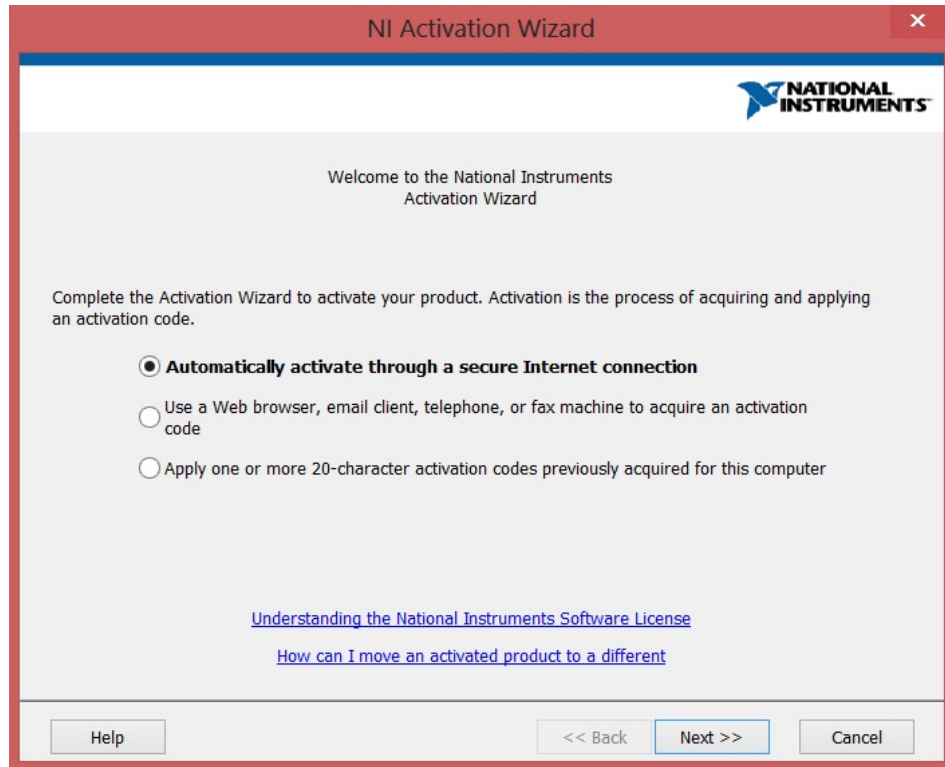 NI Activation Wizard
NATIONAL
INSTRUMENTS™
Welcome to the National Instruments
Activation Wizard
Complete the Activation Wizard to activate your product. Activation is the process of acquiring and applying
an activation code.
Automatically activate through a secure Internet connection
Use a Web browser, email client, telephone, or fax machine to acquire an activation
code
Apply one or more 20-character activation codes previously acquired for this computer
Understanding the National Instruments Software License
How can I move an activated product to a different
Help
<< Back
Next >>
Cancel